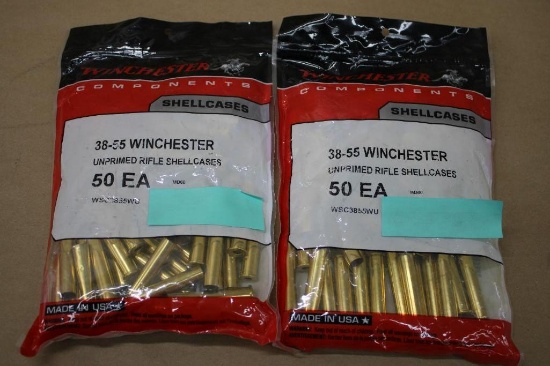 WINCHESTER
COMPONENTS
SHELLCASES
38-55 WINCHESTER
UNPRIMED RIFLE SHELLCASES
50 EA
WSC3855WU
MADE IN USA★
WINCHESTER
COMPONENTS
SHELLCASES
38-55 WINCHESTER
UNPRIMED RIFLE SHELLCASES
50 EA
WSC3855WU
MADE IN USA★